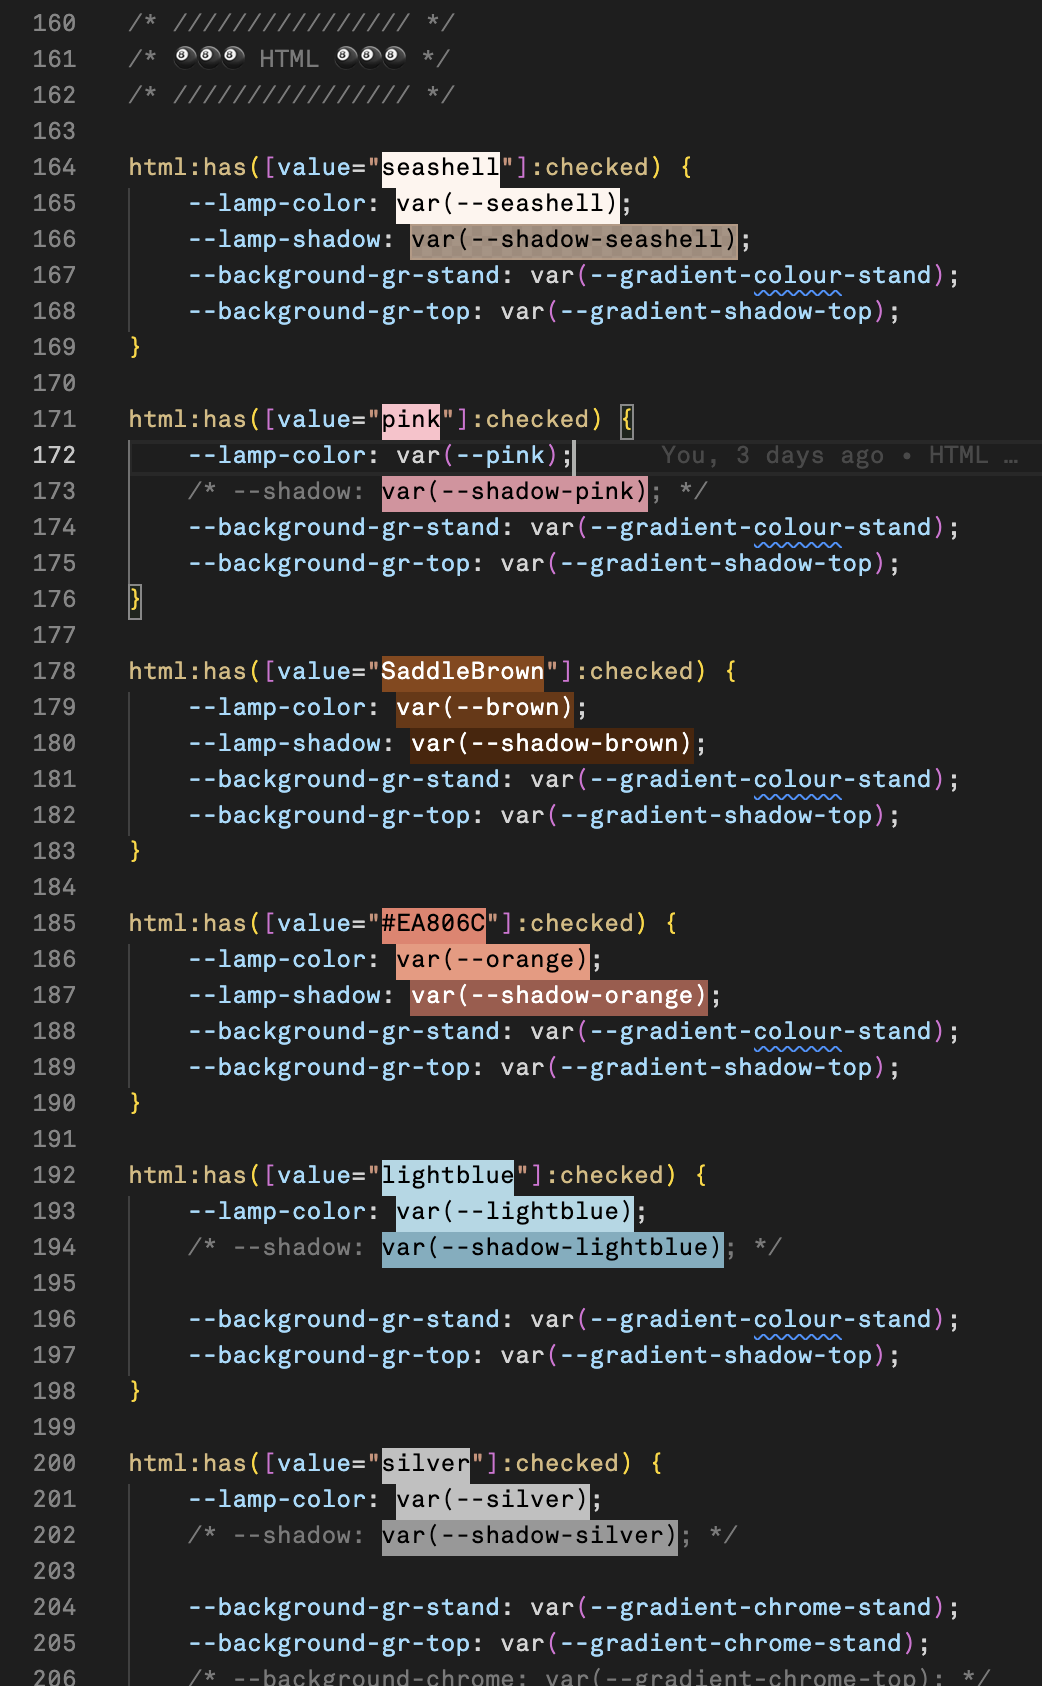 160 /* //////////////// */
161 /* 🎱🎱🎱 HTML 🎱🎱🎱 */
162 /* //////////////// */
163
164 html:has([value="seashell"]:checked) {
165     --lamp-color: var(--seashell);
166     --lamp-shadow: var(--shadow-seashell);
167     --background-gr-stand: var(--gradient-colour-stand);
168     --background-gr-top: var(--gradient-shadow-top);
169 }
170
171 html:has([value="pink"]:checked) {
172     --lamp-color: var(--pink); You, 3 days ago • HTML …
173     /* --shadow: var(--shadow-pink); */
174     --background-gr-stand: var(--gradient-colour-stand);
175     --background-gr-top: var(--gradient-shadow-top);
176 }
177
178 html:has([value="SaddleBrown"]:checked) {
179     --lamp-color: var(--brown);
180     --lamp-shadow: var(--shadow-brown);
181     --background-gr-stand: var(--gradient-colour-stand);
182     --background-gr-top: var(--gradient-shadow-top);
183 }
184
185 html:has([value="#EA806C"]:checked) {
186     --lamp-color: var(--orange);
187     --lamp-shadow: var(--shadow-orange);
188     --background-gr-stand: var(--gradient-colour-stand);
189     --background-gr-top: var(--gradient-shadow-top);
190 }
191
192 html:has([value="lightblue"]:checked) {
193     --lamp-color: var(--lightblue);
194     /* --shadow: var(--shadow-lightblue); */
195
196     --background-gr-stand: var(--gradient-colour-stand);
197     --background-gr-top: var(--gradient-shadow-top);
198 }
199
200 html:has([value="silver"]:checked) {
201     --lamp-color: var(--silver);
202     /* --shadow: var(--shadow-silver); */
203
204     --background-gr-stand: var(--gradient-chrome-stand);
205     --background-gr-top: var(--gradient-chrome-stand);
206     /* --background-chrome: var(--gradient-chrome-top); */